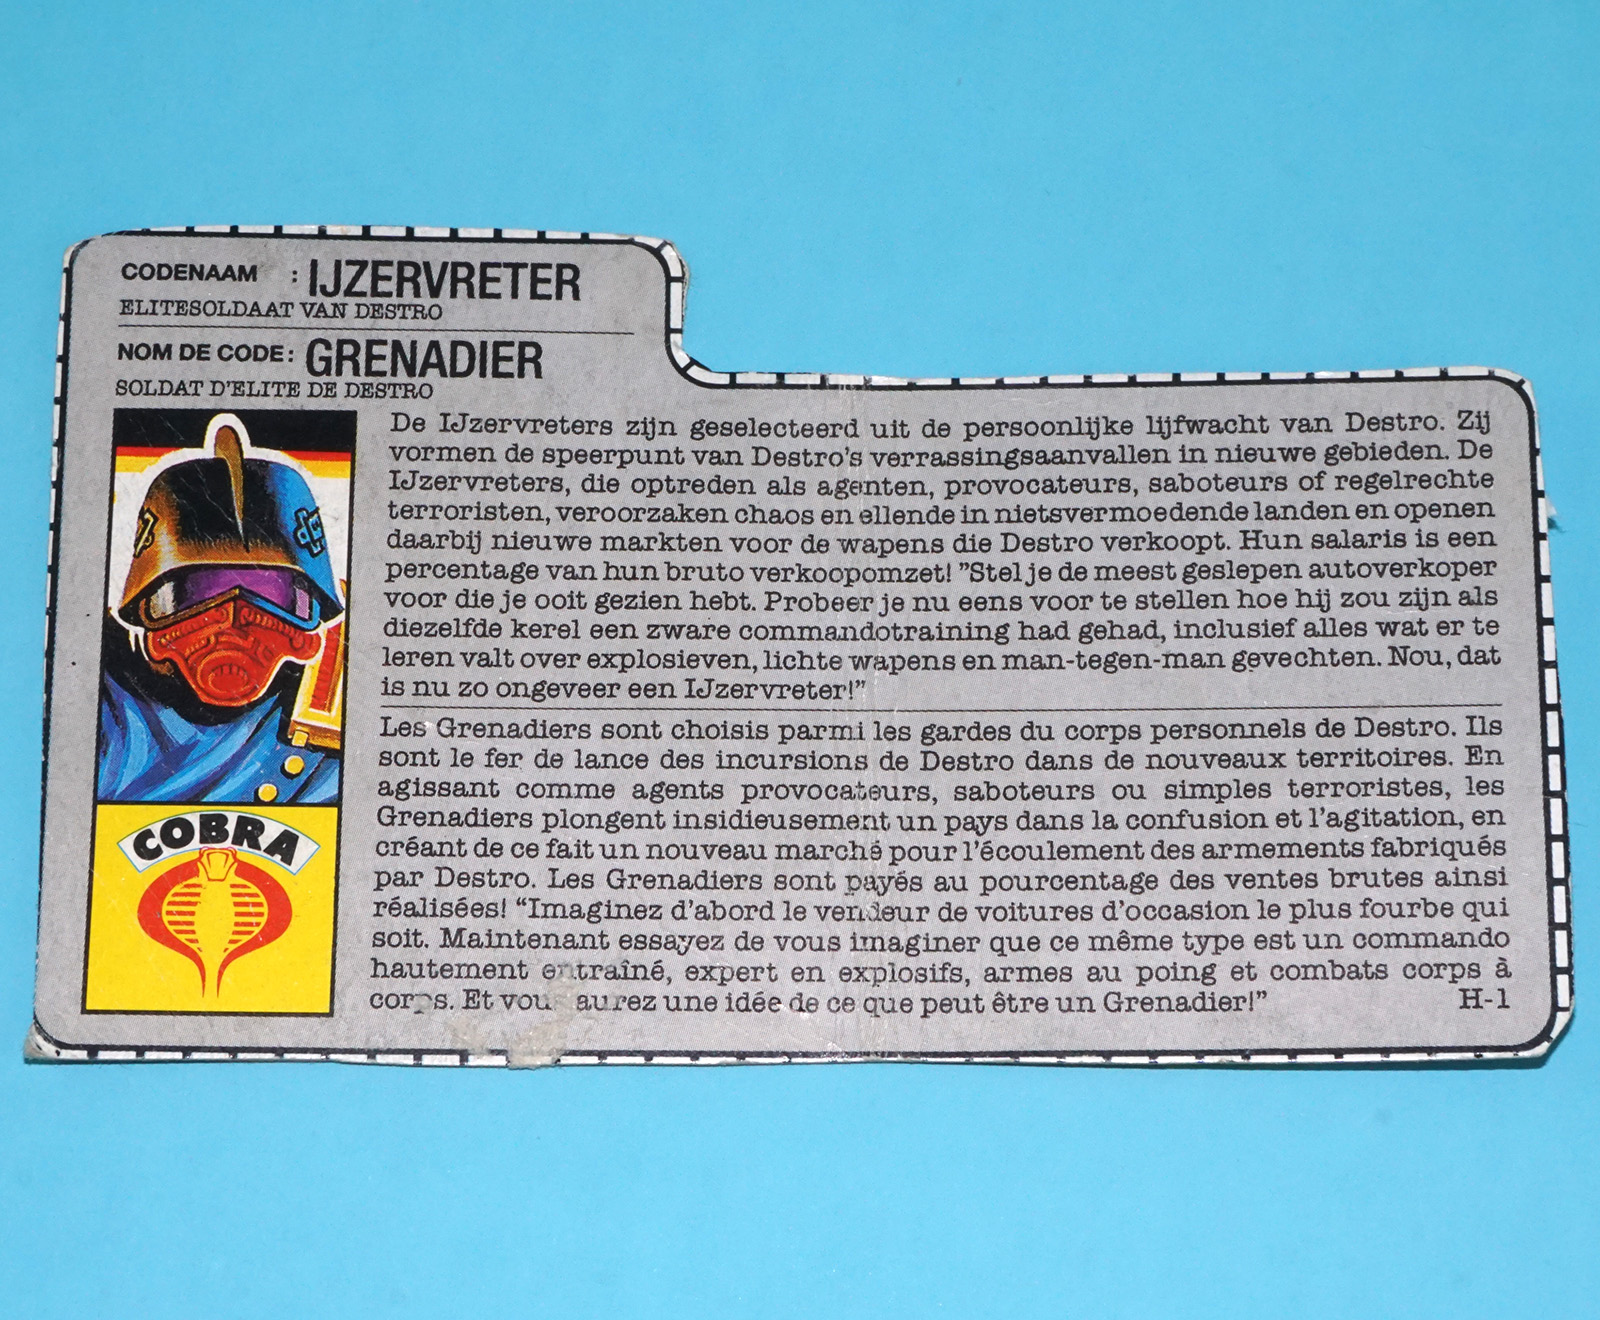 CODENAAM : IJZERVRETER
ELITESOLDAAT VAN DESTRO
NOM DE CODE: GRENADIER
SOLDAT D'ELITE DE DESTRO
De IJzervreters zijn geselecteerd uit de persoonlijke lijfwacht van Destro. Zij
vormen de speerpunt van Destro's verrassingsaanvallen in nieuwe gebieden. De
IJzervreters, die optreden als agenten, provocateurs, saboteurs of regelrechte
terroristen, veroorzaken chaos en ellende in nietsvermoedende landen en openen
daarbij nieuwe markten voor de wapens die Destro verkoopt. Hun salaris is een
percentage van hun bruto verkoopomzet! "Stel je de meest geslepen autoverkoper
voor die je ooit gezien hebt. Probeer je nu eens voor te stellen hoe hij zou zijn als
diezelfde kerel een zware commandotraining had gehad, inclusief alles wat er te
leren valt over explosieven, lichte wapens en man-tegen-man gevechten. Nou, dat
is nu zo ongeveer een IJzervreter!"
Les Grenadiers sont choisis parmi les gardes du corps personnels de Destro. Ils
sont le fer de lance des incursions de Destro dans de nouveaux territoires. En
agissant comme agents provocateurs, saboteurs ou simples terroristes, les
Grenadiers plongent insidieusement un pays dans la confusion et l'agitation, en
créant de ce fait un nouveau marché pour l'écoulement des armements fabriqués
par Destro. Les Grenadiers sont payés au pourcentage des ventes brutes ainsi
réalisées! "Imaginez d'abord le vendeur de voitures d'occasion le plus fourbe qui
soit. Maintenant essayez de vous imaginer que ce même type est un commando
hautement entraîné, expert en explosifs, armes au poing et combats corps à
corps. Et vous aurez une idée de ce que peut être un Grenadier!" H-1
COBRA